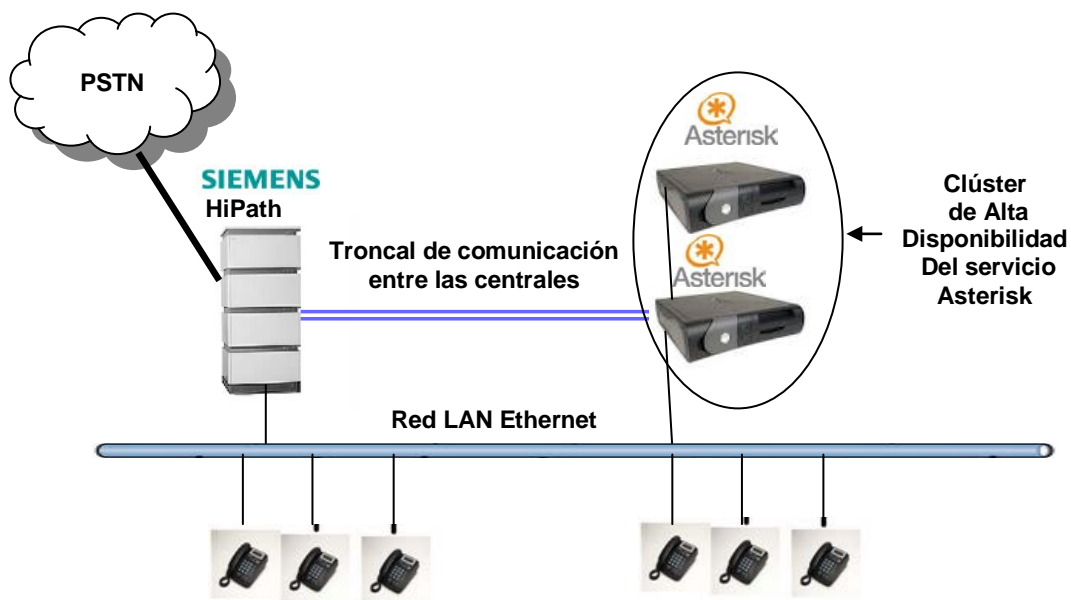 PSTN
SIEMENS
HiPath
Troncal de comunicación
entre las centrales
Asterisk
Asterisk
Clúster
de Alta
Disponibilidad
Del servicio
Asterisk
Red LAN Ethernet